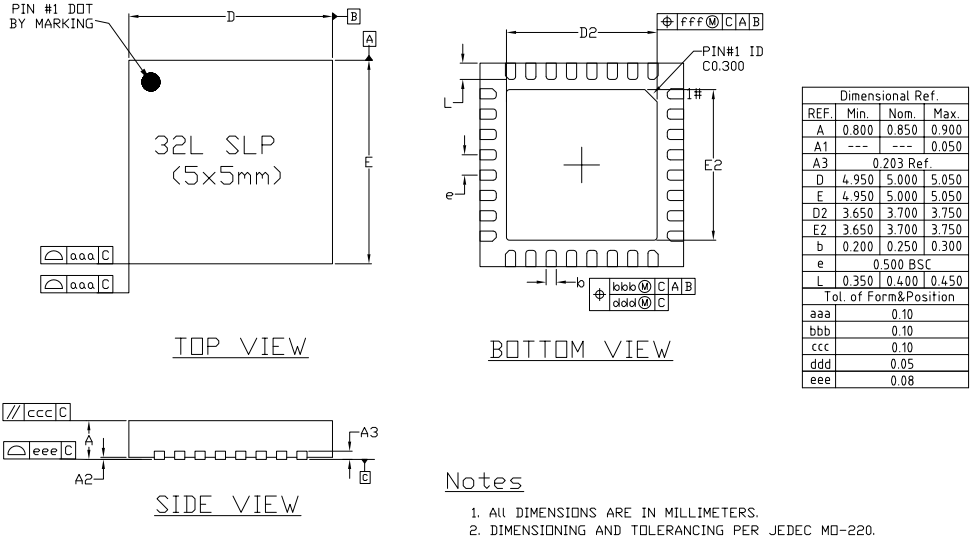 PIN #1 DOT
BY MARKING
D
B
A
32L SLP
(5x5mm)
E
aaa C
aaa C
TOP VIEW
fff Ⓜ C A B
D2
PIN#1 ID
C0.300
1#
L
e
E2
b
bbb Ⓜ C A B
ddd Ⓜ C
BOTTOM VIEW
Dimensional Ref.
REF. Min. Nom. Max.
A 0.800 0.850 0.900
A1 --- --- 0.050
A3 0.203 Ref.
D 4.950 5.000 5.050
E 4.950 5.000 5.050
D2 3.650 3.700 3.750
E2 3.650 3.700 3.750
b 0.200 0.250 0.300
e 0.500 BSC
L 0.350 0.400 0.450
Tol. of Form&Position
aaa 0.10
bbb 0.10
ccc 0.10
ddd 0.05
eee 0.08
// ccc C
A
eee C
A2
A3
C
SIDE VIEW
Notes
1. All DIMENSIONS ARE IN MILLIMETERS.
2. DIMENSIONING AND TOLERANCING PER JEDEC MO-220.